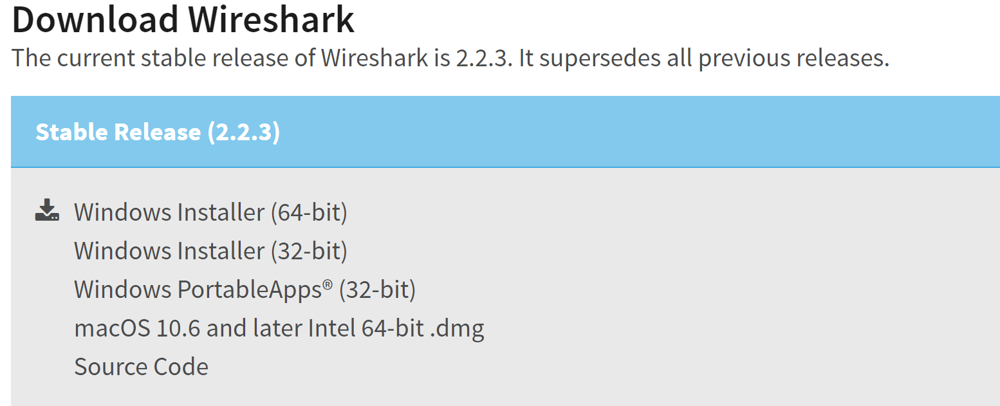 Download Wireshark
The current stable release of Wireshark is 2.2.3. It supersedes all previous releases.
Stable Release (2.2.3)
Windows Installer (64-bit)
Windows Installer (32-bit)
Windows PortableApps® (32-bit)
macOS 10.6 and later Intel 64-bit .dmg
Source Code